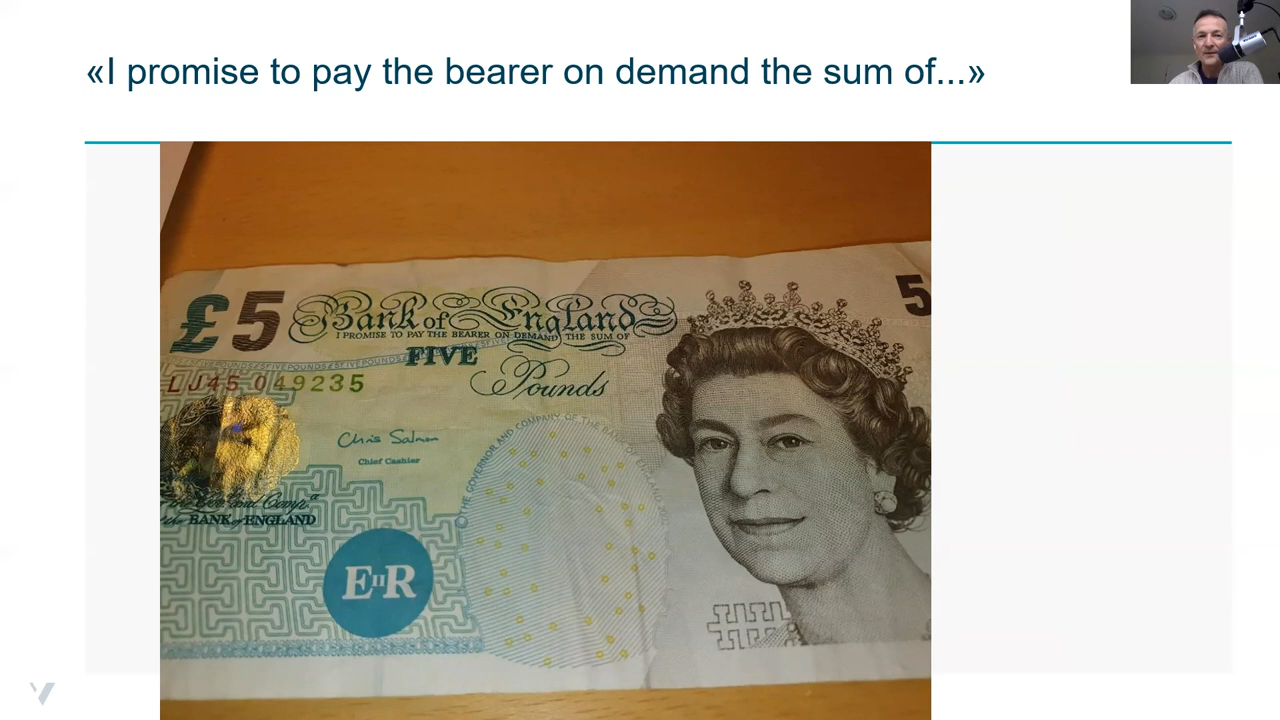 «I promise to pay the bearer on demand the sum of...»
£5 Bank of England 5
I PROMISE TO PAY THE BEARER ON DEMAND THE SUM OF
FIVE
Pounds
LJ45 049235
Chris Salmon
Chief Cashier
THE GOVERNOR AND COMPANY OF THE BANK OF ENGLAND
and Compa
BANK of ENGLAND
EIIR